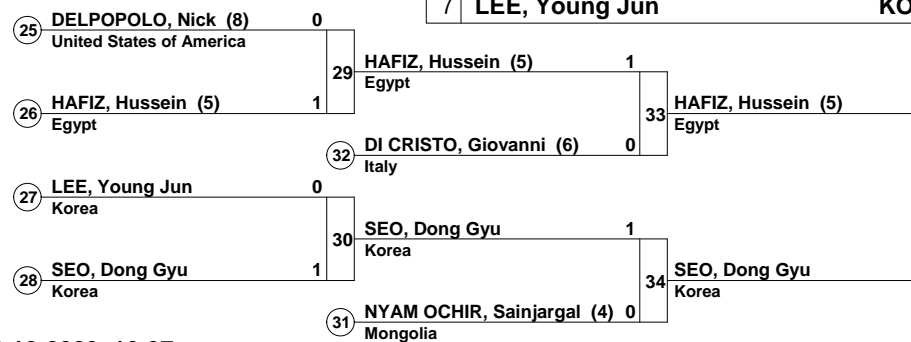 7 LEE, Young Jun KO
25 DELPOPOLO, Nick (8) 0
United States of America
29
26 HAFIZ, Hussein (5) 1
Egypt
HAFIZ, Hussein (5) 1
Egypt
33
32 DI CRISTO, Giovanni (6) 0
Italy
HAFIZ, Hussein (5)
Egypt
27 LEE, Young Jun 0
Korea
30
28 SEO, Dong Gyu 1
Korea
SEO, Dong Gyu 1
Korea
34
31 NYAM OCHIR, Sainjargal (4) 0
Mongolia
SEO, Dong Gyu
Korea